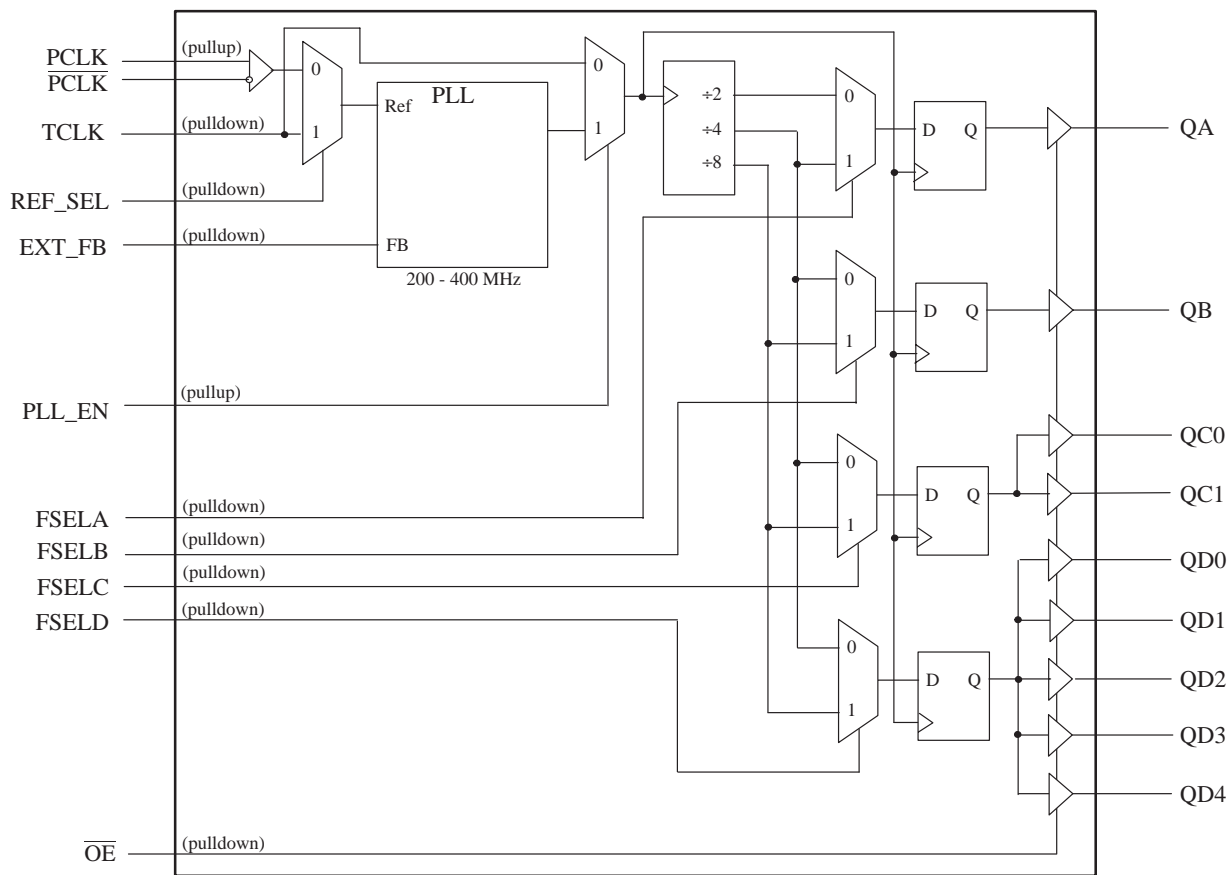 PCLK (pullup)
P̅C̅L̅K̅
TCLK (pulldown)
REF_SEL (pulldown)
EXT_FB (pulldown)
PLL_EN (pullup)
FSELA (pulldown)
FSELB (pulldown)
FSELC (pulldown)
FSELD (pulldown)
O̅E̅ (pulldown)
0
1
PLL
Ref
FB
200 - 400 MHz
0
1
÷2
÷4
÷8
0
1
D Q
QA
0
1
D Q
QB
0
1
D Q
QC0
QC1
0
1
D Q
QD0
QD1
QD2
QD3
QD4